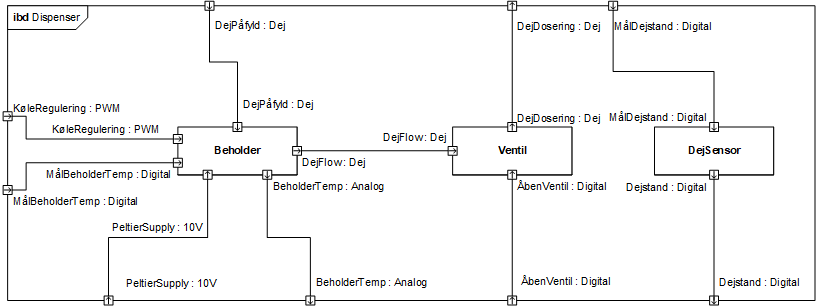 ibd Dispenser
DejPåfyld : Dej
DejDosering : Dej
MålDejstand : Digital
KøleRegulering : PWM
DejPåfyld : Dej
DejDosering : Dej
MålDejstand : Digital
KøleRegulering : PWM
DejFlow: Dej
Beholder
Ventil
DejSensor
DejFlow: Dej
MålBeholderTemp : Digital
BeholderTemp : Analog
ÅbenVentil : Digital
Dejstand : Digital
MålBeholderTemp : Digital
PeltierSupply : 10V
PeltierSupply : 10V
BeholderTemp : Analog
ÅbenVentil : Digital
Dejstand : Digital